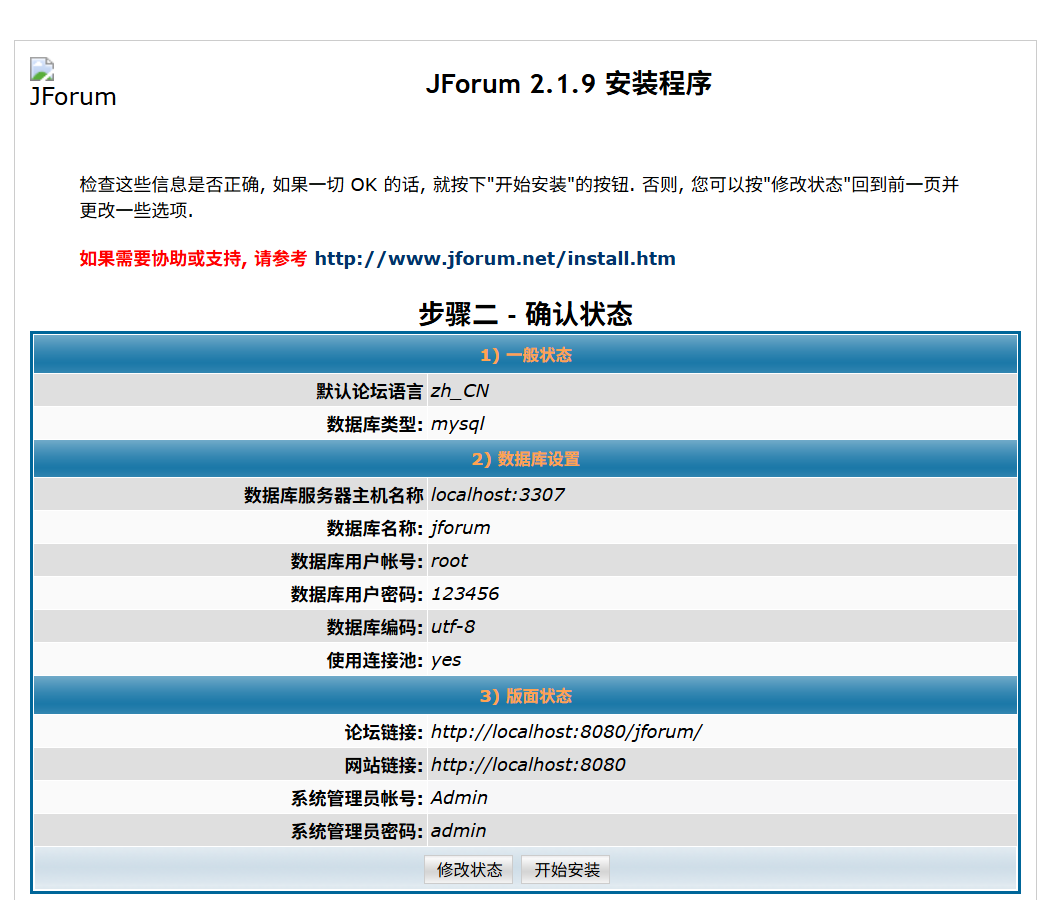 JForum
JForum 2.1.9 安装程序
检查这些信息是否正确, 如果一切 OK 的话, 就按下"开始安装"的按钮. 否则, 您可以按"修改状态"回到前一页并
更改一些选项.
如果需要协助或支持, 请参考 http://www.jforum.net/install.htm
步骤二 - 确认状态
1) 一般状态
默认论坛语言 zh_CN
数据库类型: mysql
2) 数据库设置
数据库服务器主机名称 localhost:3307
数据库名称: jforum
数据库用户帐号: root
数据库用户密码: 123456
数据库编码: utf-8
使用连接池: yes
3) 版面状态
论坛链接: http://localhost:8080/jforum/
网站链接: http://localhost:8080
系统管理员帐号: Admin
系统管理员密码: admin
修改状态 开始安装